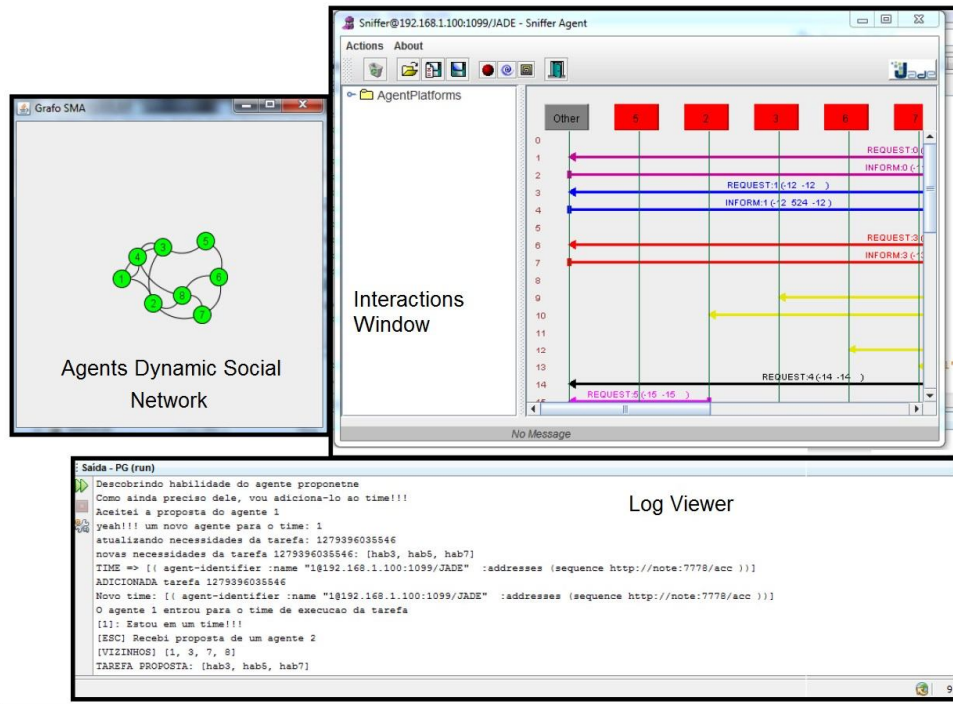 Grafo SMA
1
4
3
5
2
8
6
7
Agents Dynamic Social
Network
Sniffer@192.168.1.100:1099/JADE - Sniffer Agent
Actions About
Jade
AgentPlatforms
Other 5 2 3 6 7
0
1
REQUEST:0 (
2
INFORM:0 (-1
3
REQUEST:1 (-12 -12 )
4
INFORM:1 (-12 524 -12 )
5
6
REQUEST:3 (
7
INFORM:3 (-13
8
9
10
11
12
13
14
REQUEST:4 (-14 -14 )
15
REQUEST:5 (-15 -15 )
Interactions
Window
No Message
Saída - PG (run)
Descobrindo habilidade do agente proponetne
Como ainda preciso dele, vou adiciona-lo ao time!!!
Aceitei a proposta do agente 1
yeah!!! um novo agente para o time: 1
atualizando necessidades da tarefa: 1279396035546
novas necessidades da tarefa 1279396035546: [hab3, hab5, hab7]
TIME => [( agent-identifier :name "1@192.168.1.100:1099/JADE" :addresses (sequence http://note:7778/acc ))]
ADICIONADA tarefa 1279396035546
Novo time: [( agent-identifier :name "1@192.168.1.100:1099/JADE" :addresses (sequence http://note:7778/acc ))]
O agente 1 entrou para o time de execucao da tarefa
[1]: Estou em um time!!!
[ESC] Recebi proposta de um agente 2
[VIZINHOS] [1, 3, 7, 8]
TAREFA PROPOSTA: [hab3, hab5, hab7]
Log Viewer
9